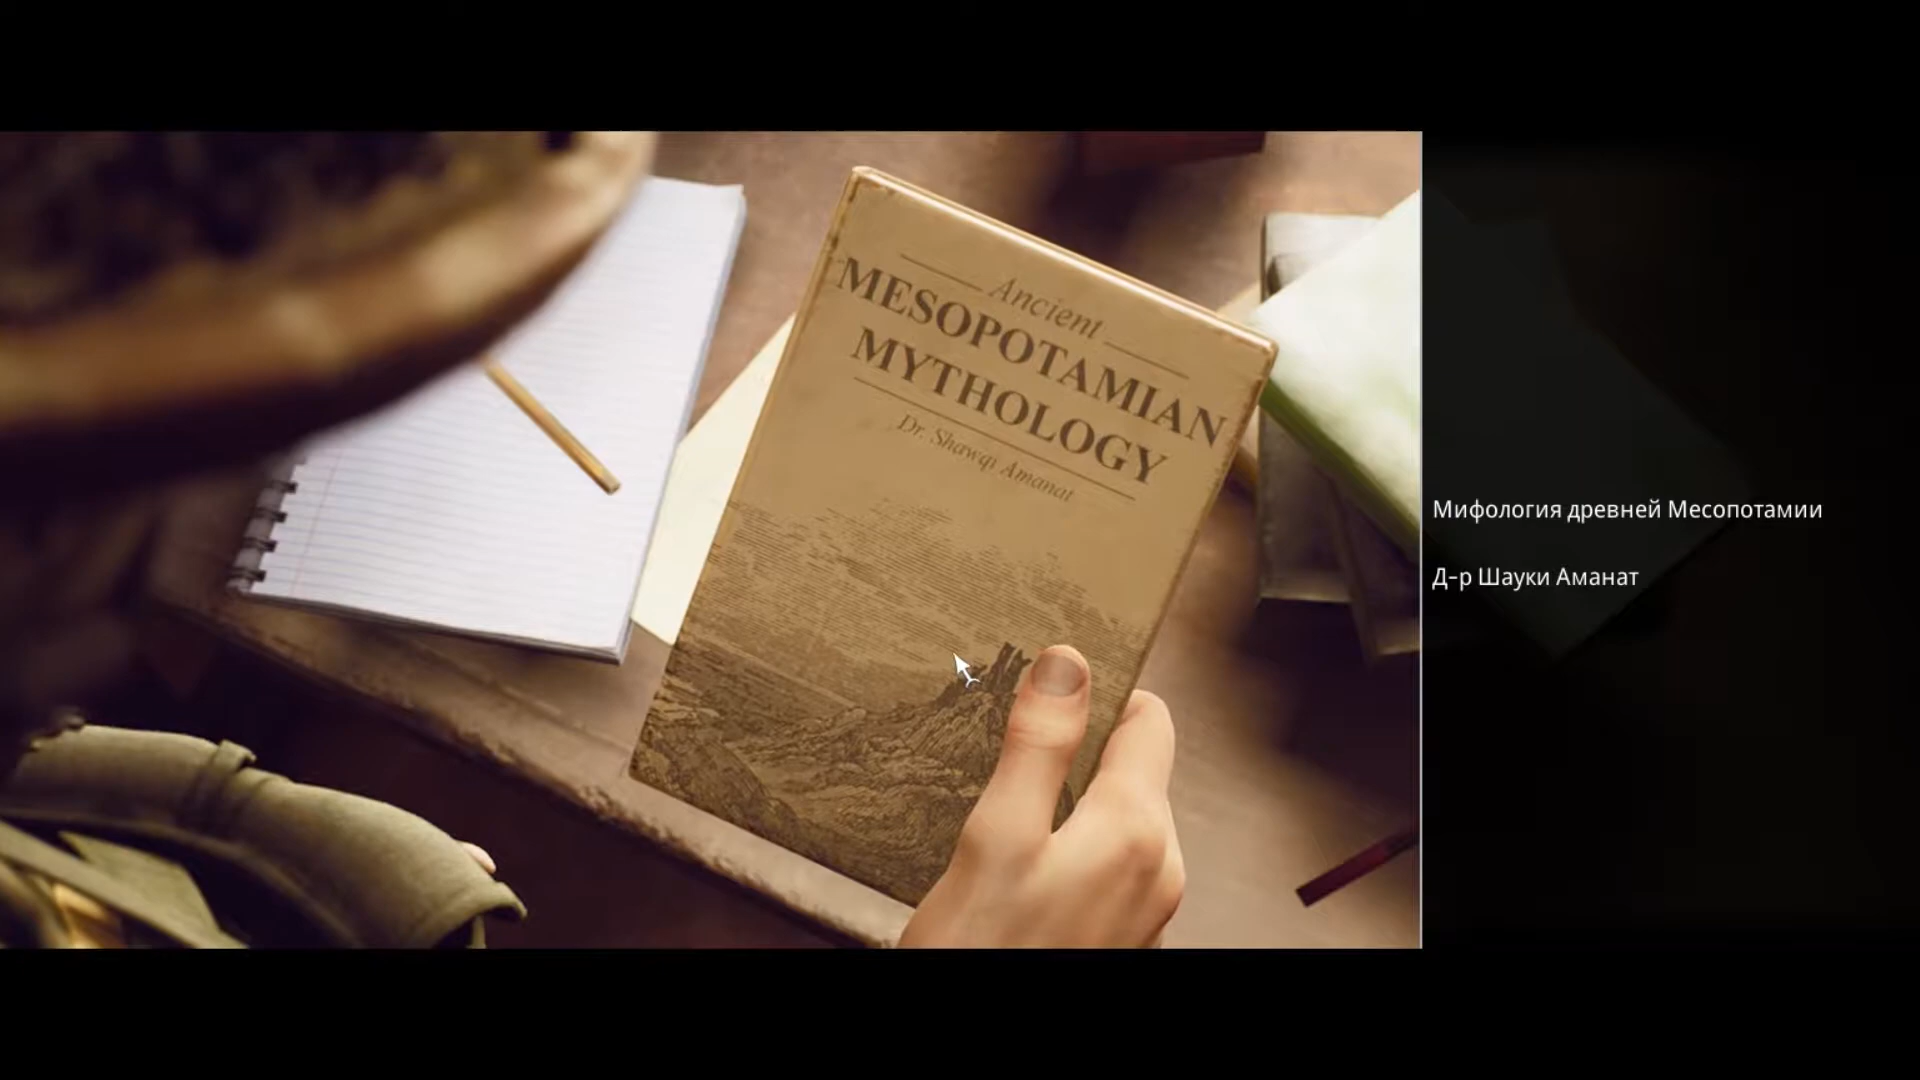 Ancient
MESOPOTAMIAN
MYTHOLOGY
Dr. Shawqi Amanat
Мифология древней Месопотамии
Д-р Шауки Аманат